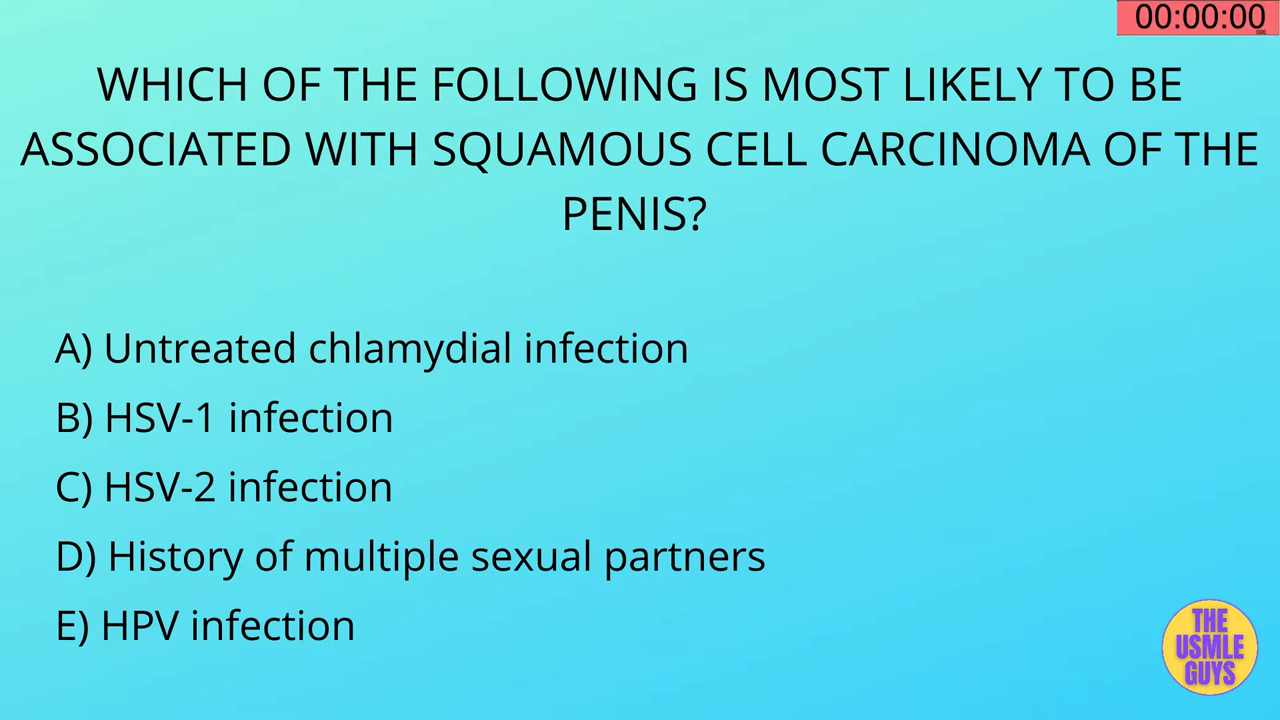 00:00:00
000
WHICH OF THE FOLLOWING IS MOST LIKELY TO BE
ASSOCIATED WITH SQUAMOUS CELL CARCINOMA OF THE
PENIS?
A) Untreated chlamydial infection
B) HSV-1 infection
C) HSV-2 infection
D) History of multiple sexual partners
E) HPV infection
THE
USMLE
GUYS